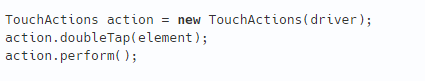 TouchActions action = new TouchActions(driver);
action.doubleTap(element);
action.perform();